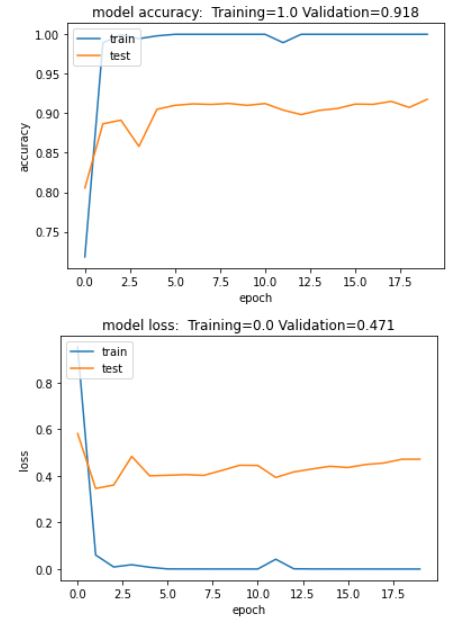 model accuracy: Training=1.0 Validation=0.918
train
test
1.00
0.95
0.90
0.85
0.80
0.75
accuracy
0.0 2.5 5.0 7.5 10.0 12.5 15.0 17.5
epoch
model loss: Training=0.0 Validation=0.471
train
test
0.8
0.6
0.4
0.2
0.0
loss
0.0 2.5 5.0 7.5 10.0 12.5 15.0 17.5
epoch